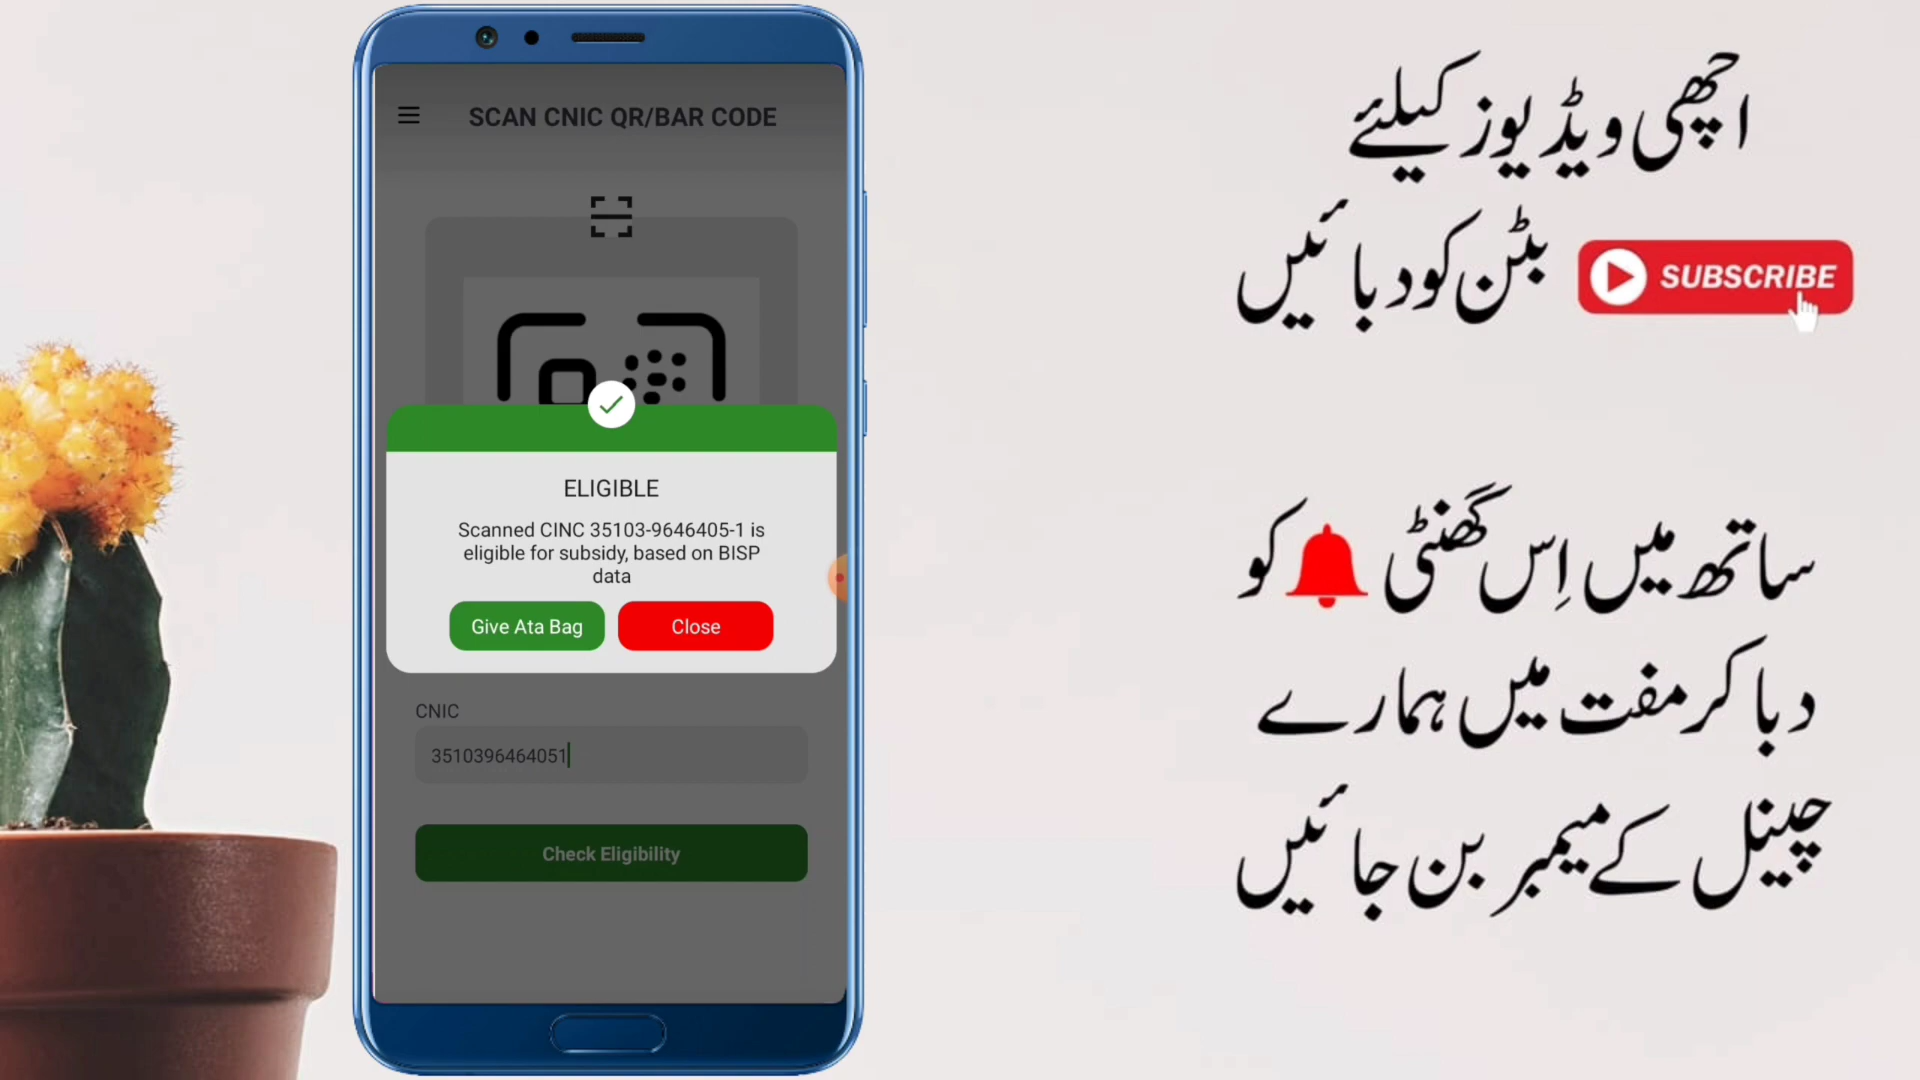 SCAN CNIC QR/BAR CODE
ELIGIBLE
Scanned CINC 35103-9646405-1 is
eligible for subsidy, based on BISP
data
Give Ata Bag
Close
CNIC
3510396464051
Check Eligibility
اچھی ویڈیوز کیلئے
SUBSCRIBE بٹن کو دبائیں
ساتھ میں اِس گھنٹی کو
دبا کر مفت میں ہمارے
چینل کے میمبر بن جائیں